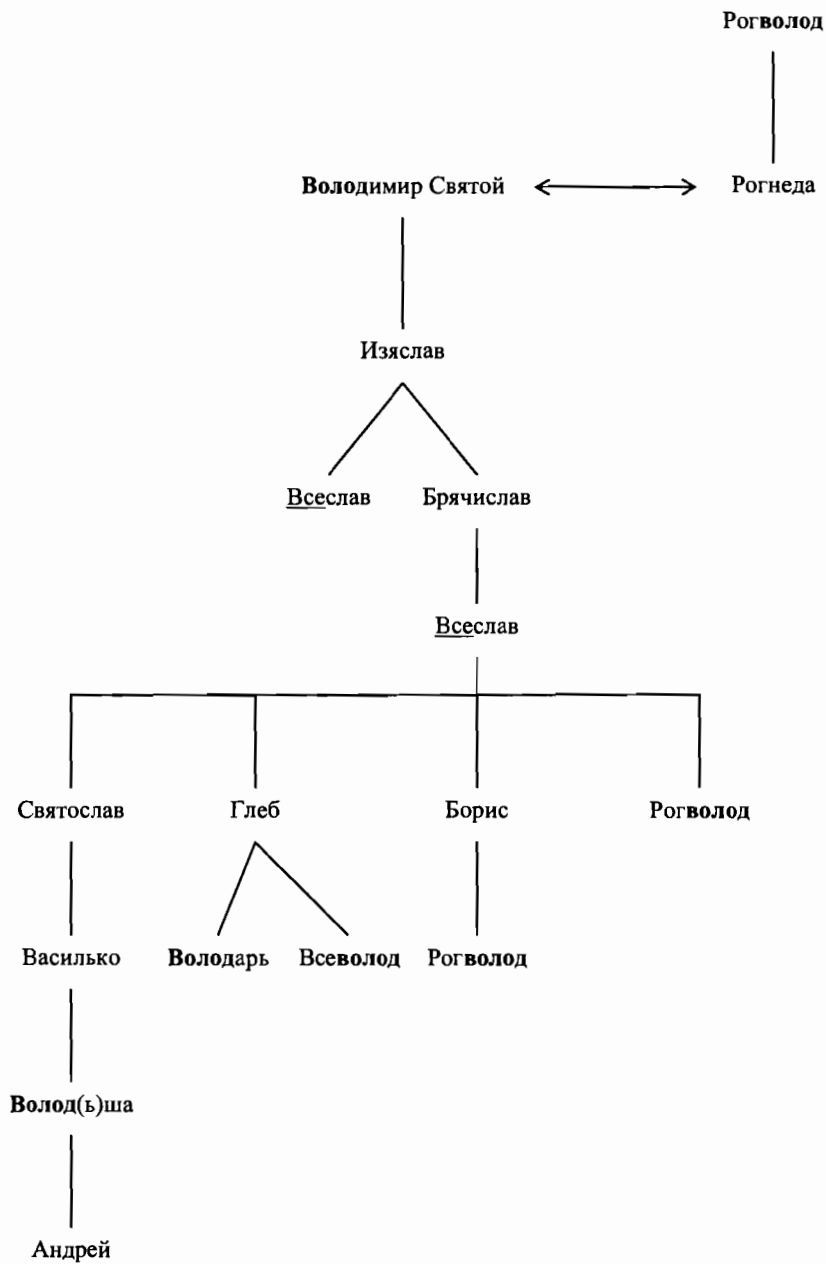 Рогволод
Володимир Святой
Рогнеда
Изяслав
Всеслав
Брячислав
Всеслав
Святослав
Глеб
Борис
Рогволод
Василько
Володарь
Всеволод
Рогволод
Волод(ь)ша
Андрей